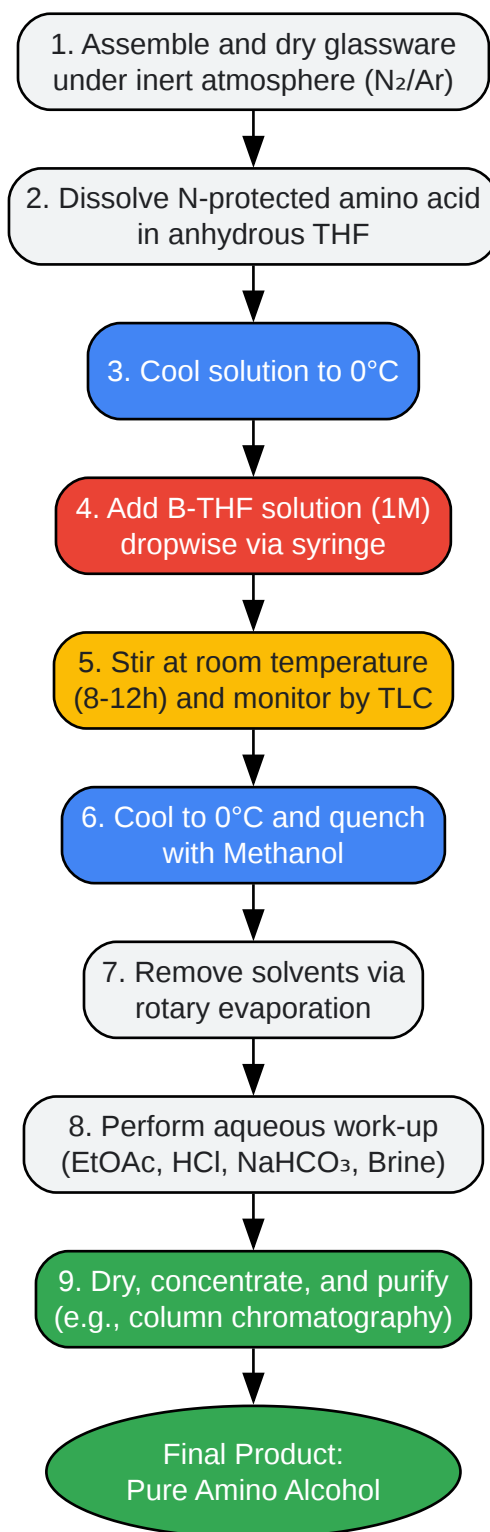 1. Assemble and dry glassware
under inert atmosphere (N₂/Ar)
2. Dissolve N-protected amino acid
in anhydrous THF
3. Cool solution to 0°C
4. Add B-THF solution (1M)
dropwise via syringe
5. Stir at room temperature
(8-12h) and monitor by TLC
6. Cool to 0°C and quench
with Methanol
7. Remove solvents via
rotary evaporation
8. Perform aqueous work-up
(EtOAc, HCl, NaHCO₃, Brine)
9. Dry, concentrate, and purify
(e.g., column chromatography)
Final Product:
Pure Amino Alcohol